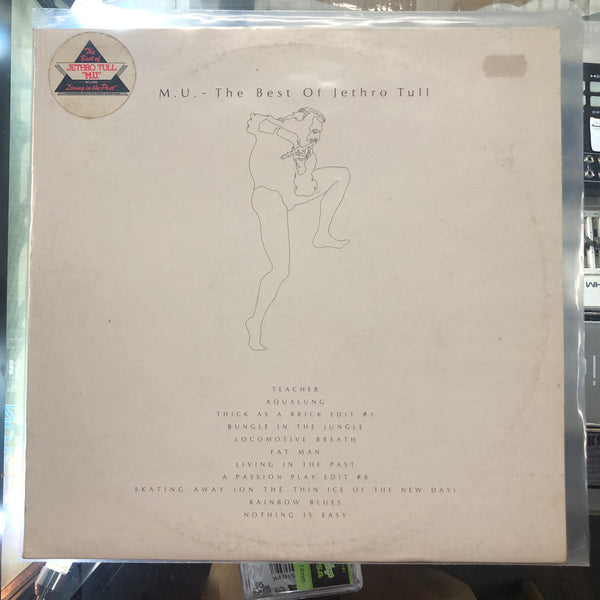 The
Best of
JETHRO TULL
"M.U."
Living in the Past
M.U. - The Best Of Jethro Tull
TEACHER
AQUALUNG
THICK AS A BRICK EDIT #1
BUNGLE IN THE JUNGLE
LOCOMOTIVE BREATH
FAT MAN
LIVING IN THE PAST
A PASSION PLAY EDIT #8
SKATING AWAY (ON THE THIN ICE OF THE NEW DAY)
RAINBOW BLUES
NOTHING IS EASY